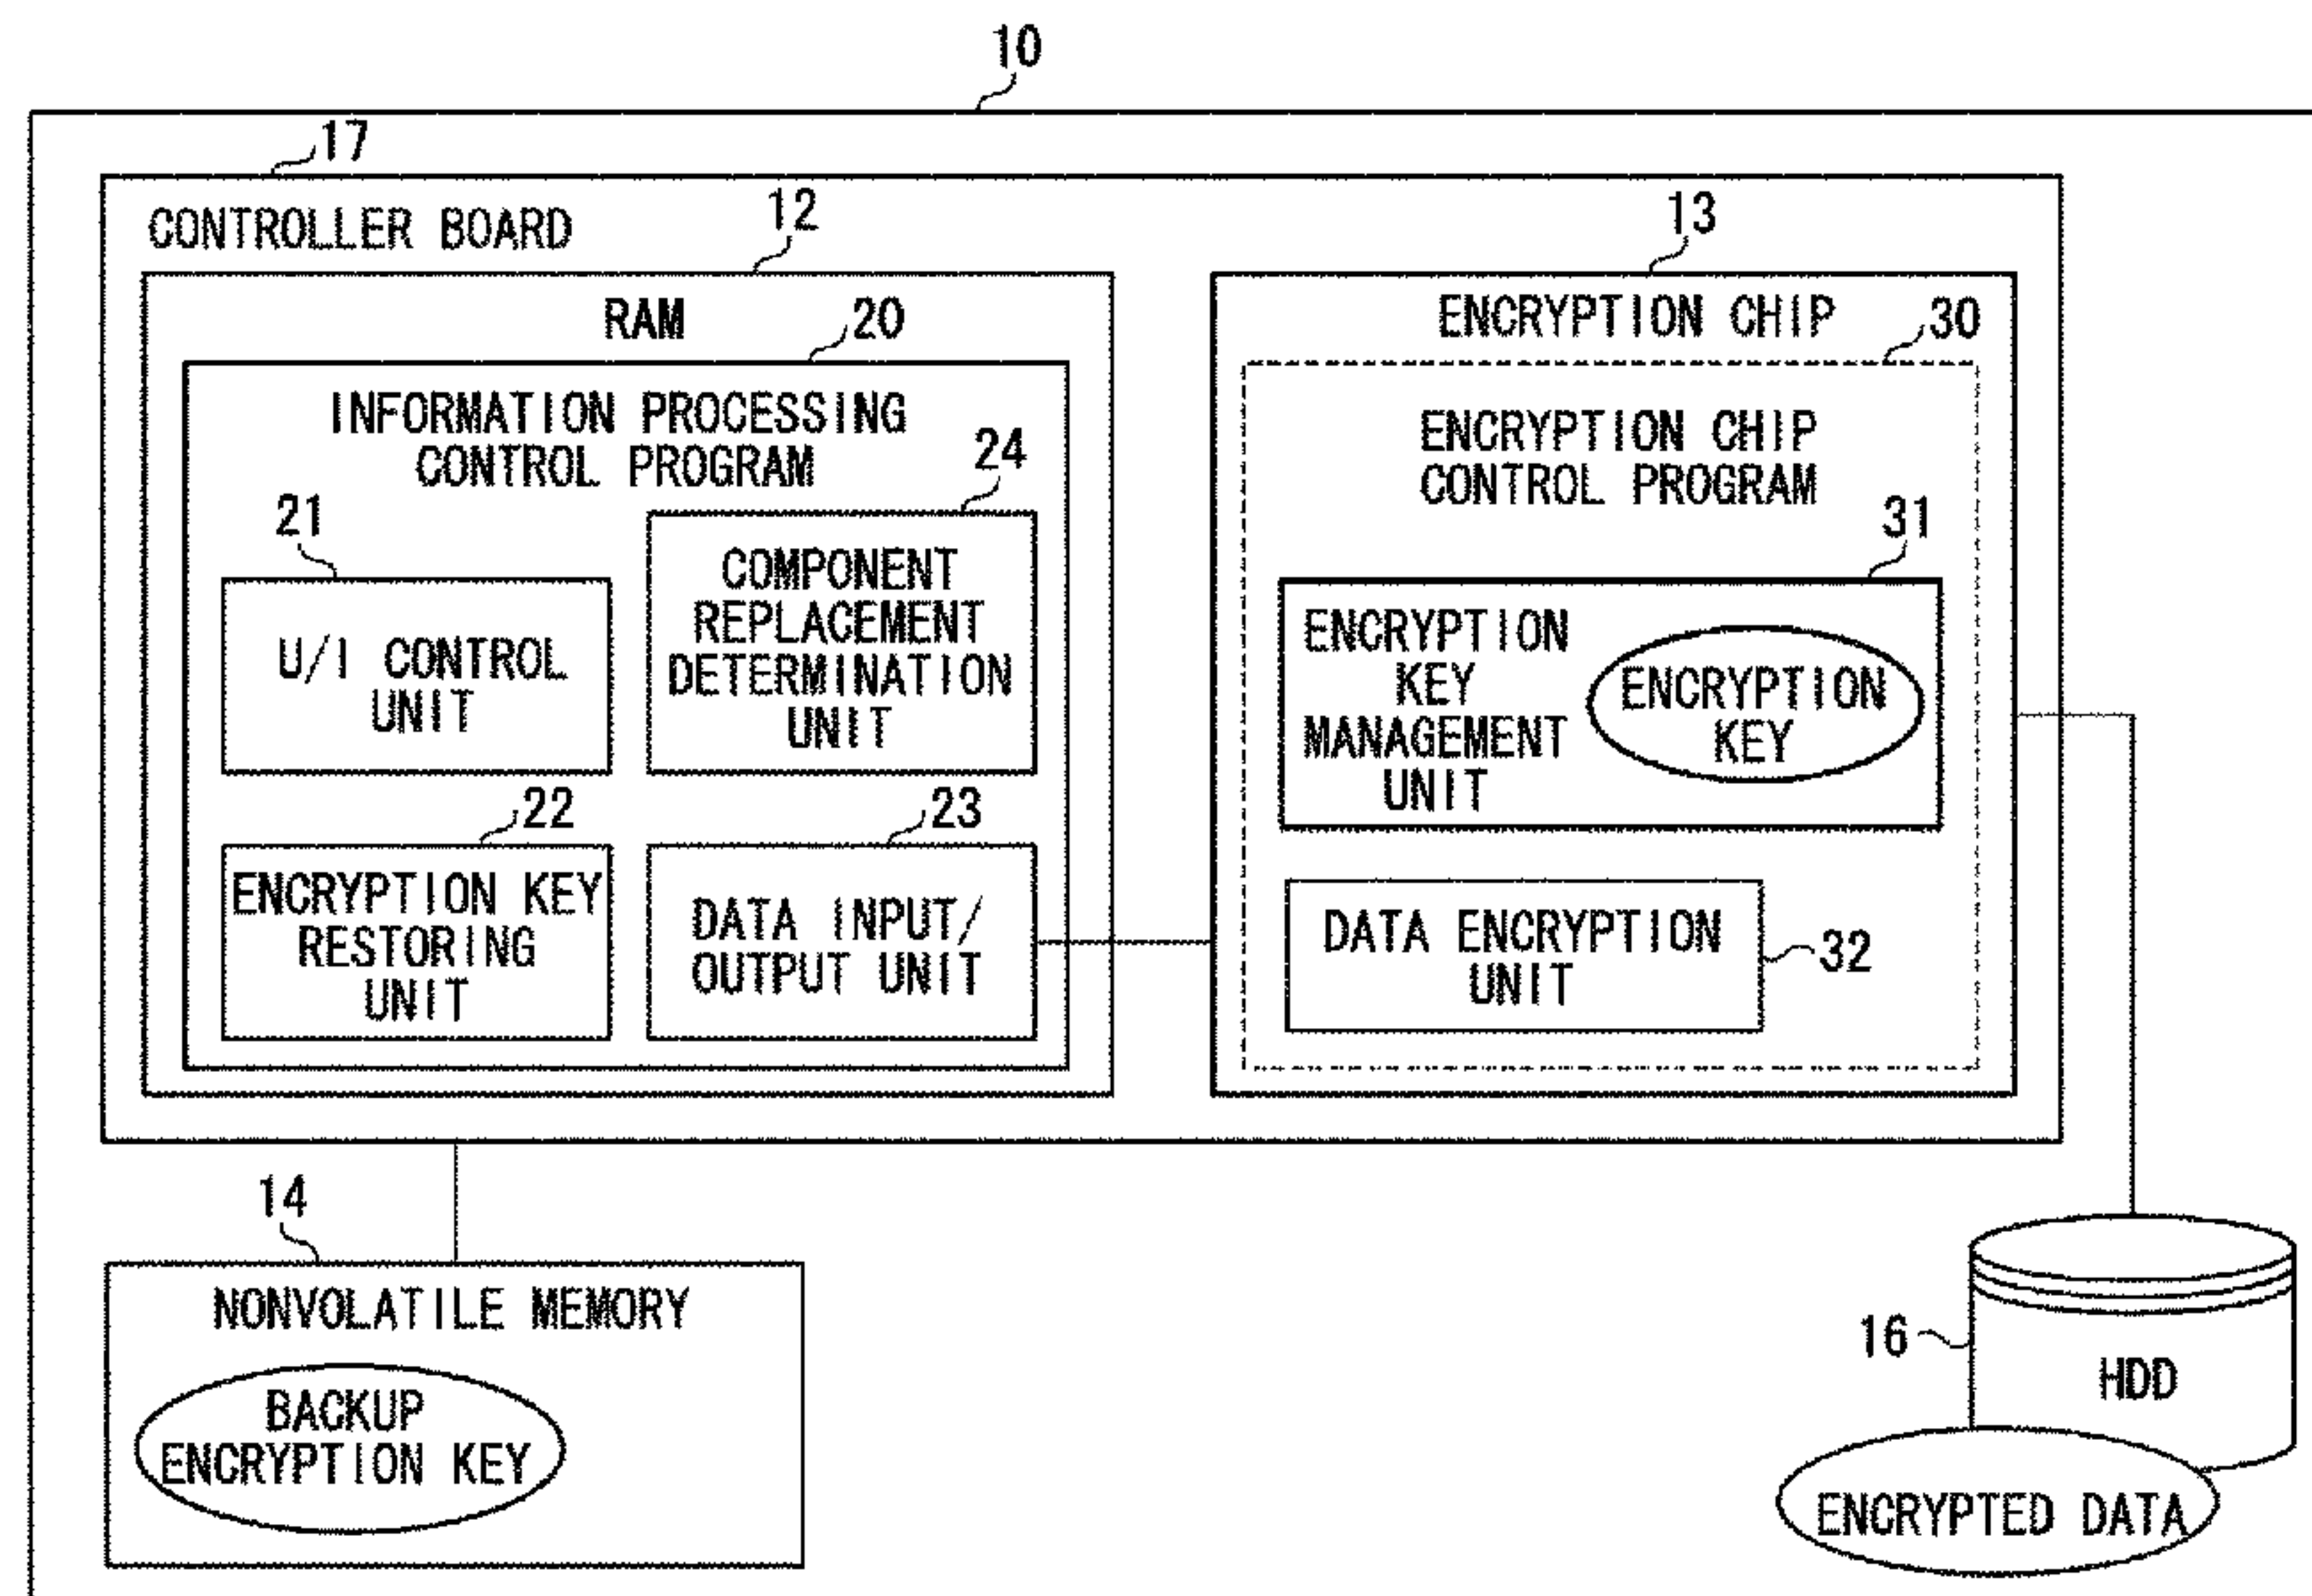 10
17
CONTROLLER BOARD
12
13
RAM
20
ENCRYPTION CHIP
30
INFORMATION PROCESSING
CONTROL PROGRAM
24
ENCRYPTION CHIP
CONTROL PROGRAM
21
31
U/I CONTROL
UNIT
COMPONENT
REPLACEMENT
DETERMINATION
UNIT
ENCRYPTION
KEY
MANAGEMENT
UNIT
ENCRYPTION
KEY
22
23
ENCRYPTION KEY
RESTORING
UNIT
DATA INPUT/
OUTPUT UNIT
DATA ENCRYPTION
UNIT
32
14
NONVOLATILE MEMORY
BACKUP
ENCRYPTION KEY
16
HDD
ENCRYPTED DATA